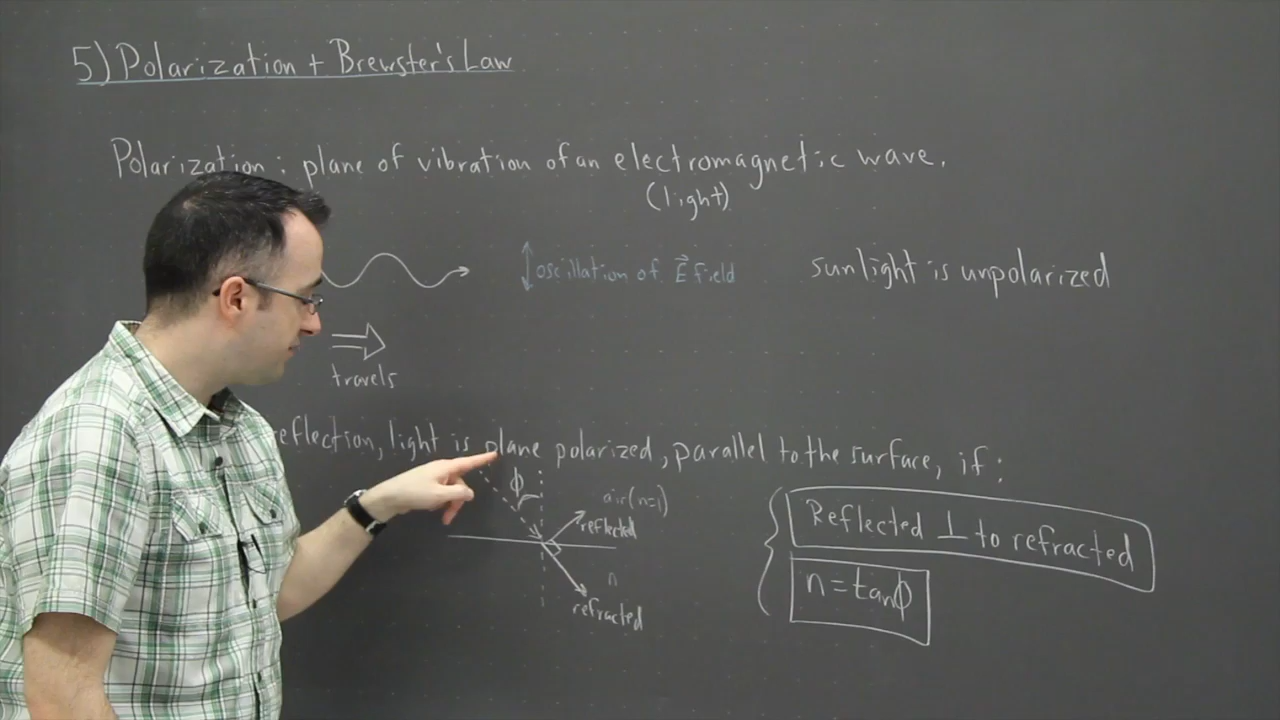 5) Polarization + Brewster's Law
Polarization: plane of vibration of an electromagnetic wave.
(light)
oscillation of E⃗ field
sunlight is unpolarized
travels
eflection, light is plane polarized, parallel to the surface, if:
ϕ
air (n=1)
reflected
n
refracted
Reflected ⊥ to refracted
n = tanϕ